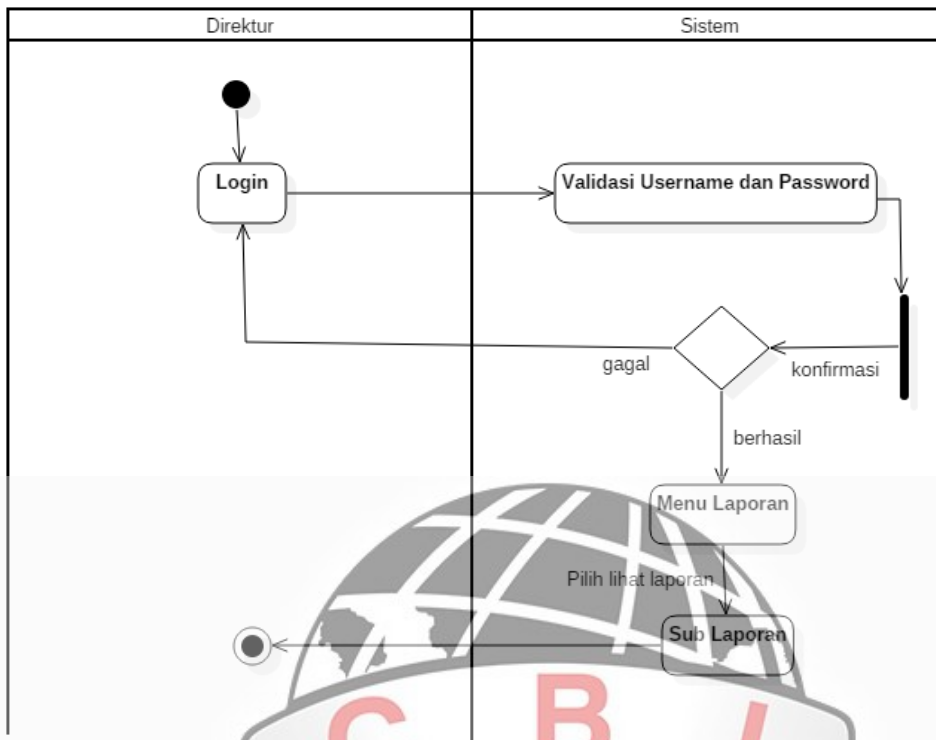 Direktur
Sistem
Login
Validasi Username dan Password
gagal
konfirmasi
berhasil
Menu Laporan
Pilih lihat laporan
Sub Laporan
C B I